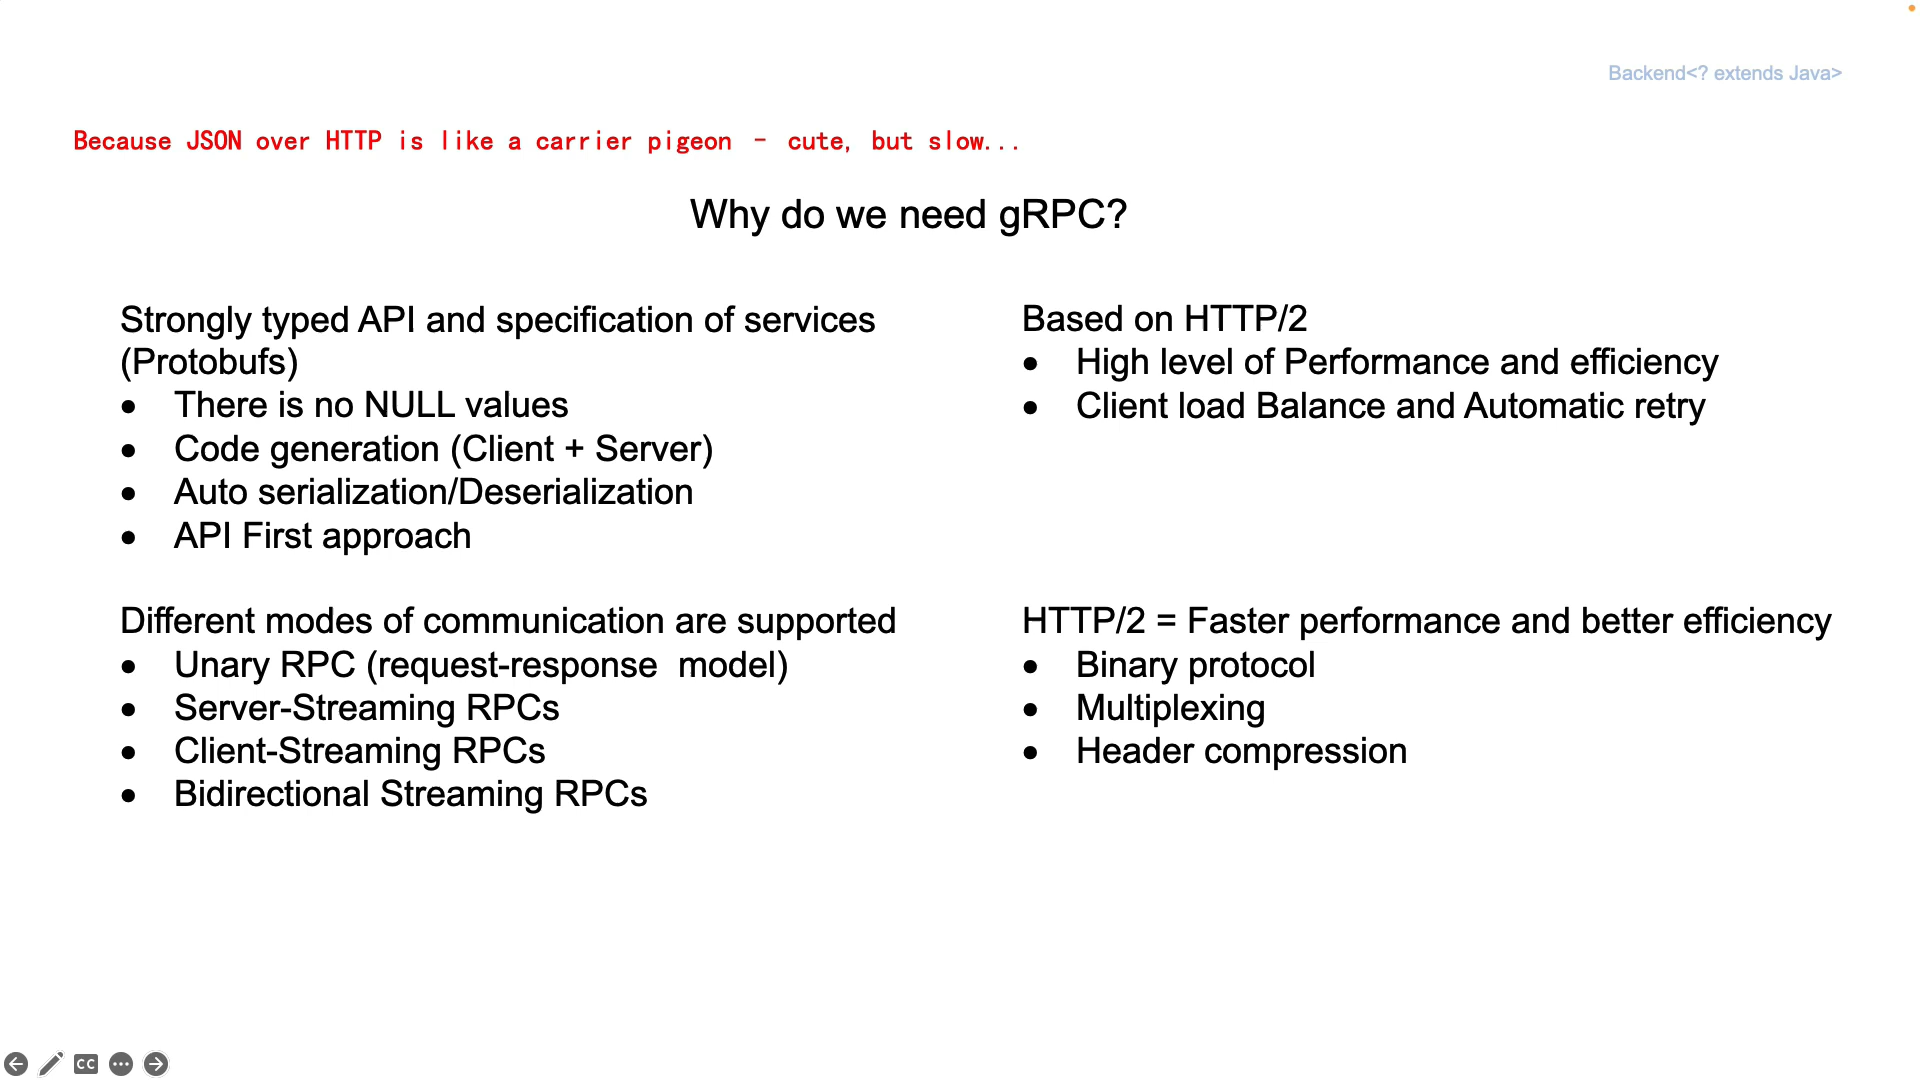 Backend<? extends Java>
Because JSON over HTTP is like a carrier pigeon – cute, but slow...
Why do we need gRPC?
Strongly typed API and specification of services
(Protobufs)
• There is no NULL values
• Code generation (Client + Server)
• Auto serialization/Deserialization
• API First approach
Based on HTTP/2
• High level of Performance and efficiency
• Client load Balance and Automatic retry
Different modes of communication are supported
• Unary RPC (request-response  model)
• Server-Streaming RPCs
• Client-Streaming RPCs
• Bidirectional Streaming RPCs
HTTP/2 = Faster performance and better efficiency
• Binary protocol
• Multiplexing
• Header compression
CC